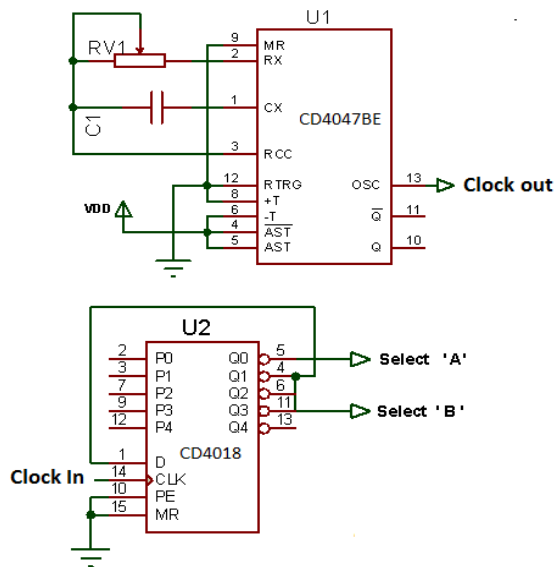 U1
RV1
C1
9 MR
2 RX
1 CX
CD4047BE
3 RCC
12 RTRG
8 +T
6 -T
4 AST
5 AST
OSC 13
Q 11
Q 10
Clock out
VDD
U2
2 P0
3 P1
7 P2
9 P3
12 P4
Q0 5
Q1 4
Q2 6
Q3 11
Q4 13
Select 'A'
Select 'B'
CD4018
1 D
Clock In
14 CLK
10 PE
15 MR